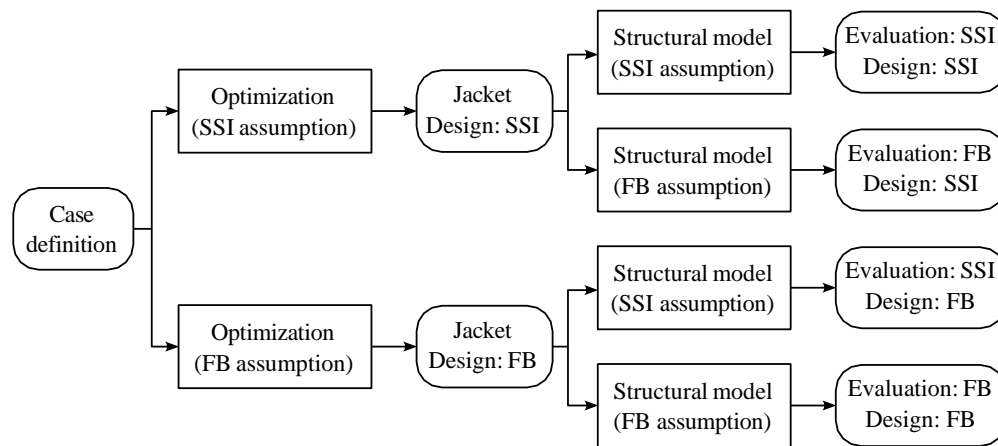 Case
definition
Optimization
(SSI assumption)
Jacket
Design: SSI
Structural model
(SSI assumption)
Evaluation: SSI
Design: SSI
Structural model
(FB assumption)
Evaluation: FB
Design: SSI
Optimization
(FB assumption)
Jacket
Design: FB
Structural model
(SSI assumption)
Evaluation: SSI
Design: FB
Structural model
(FB assumption)
Evaluation: FB
Design: FB